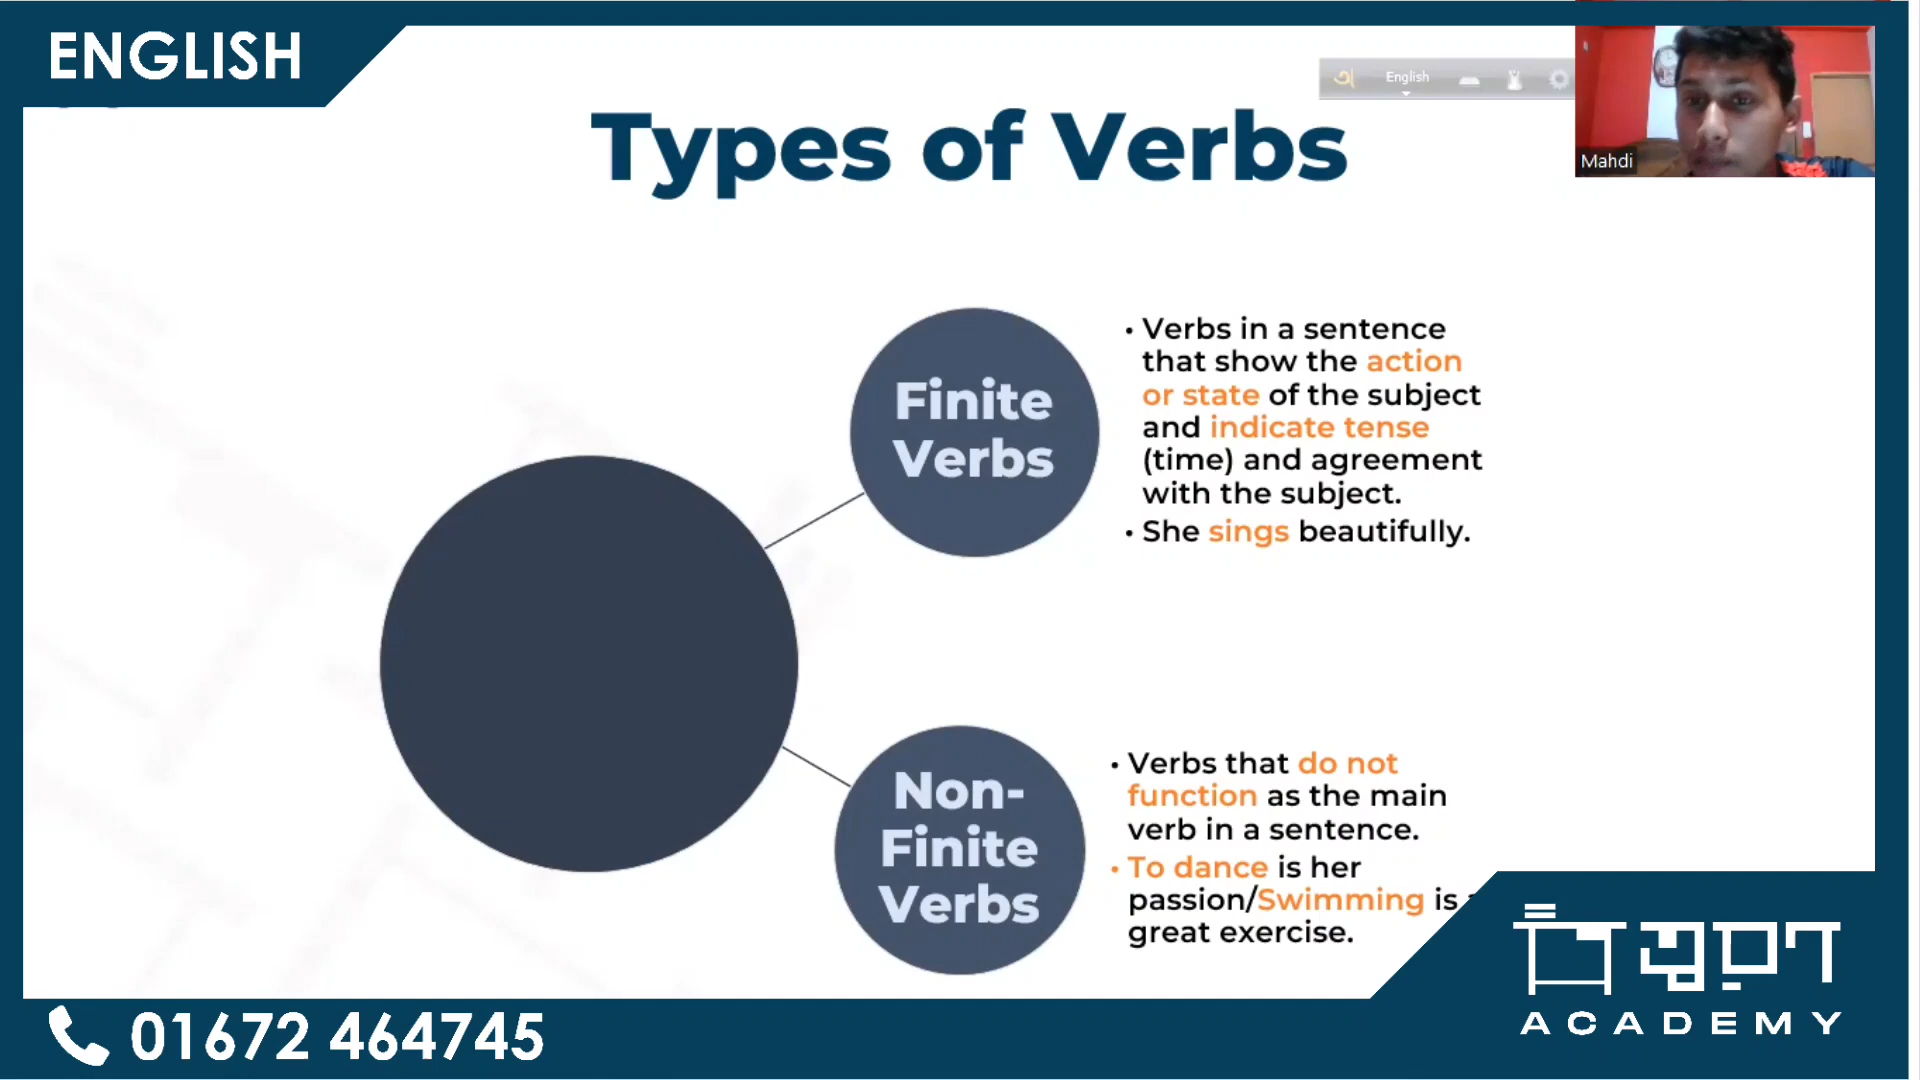 ENGLISH
English
Mahdi
Types of Verbs
Finite
Verbs
• Verbs in a sentence
that show the action
or state of the subject
and indicate tense
(time) and agreement
with the subject.
• She sings beautifully.
Non-
Finite
Verbs
• Verbs that do not
function as the main
verb in a sentence.
• To dance is her
passion/Swimming is
great exercise.
ACADEMY
01672 464745